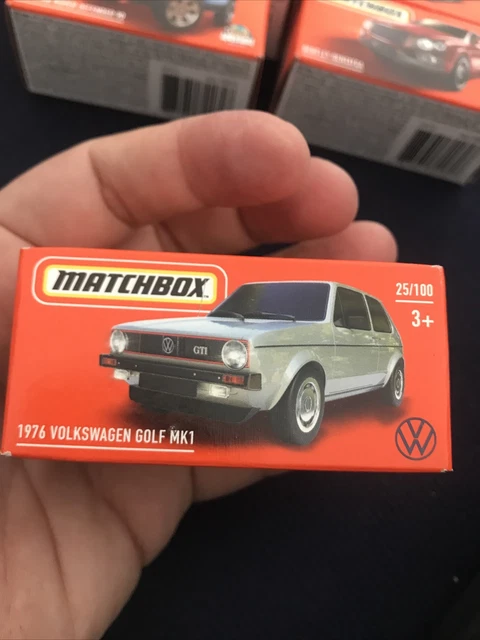 MATCHBOX
25/100
3+
GTI
1976 VOLKSWAGEN GOLF MK1